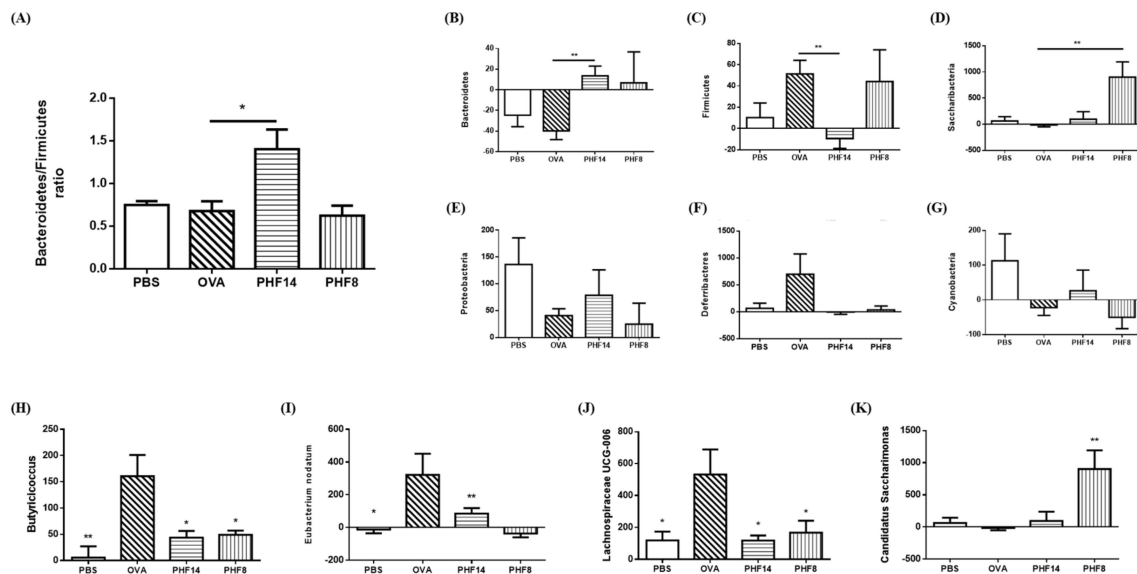 (A)
Bacteroidetes/Firmicutes
ratio
2.0
1.5
1.0
0.5
0.0
*
PBS OVA PHF14 PHF8
(B)
Bacteroidetes
40
20
0
-20
-40
-60
**
PBS OVA PHF14 PHF8
(C)
Firmicutes
80
60
40
20
0
-20
**
PBS OVA PHF14 PHF8
(D)
Saccharibacteria
1500
1000
500
0
-500
**
PBS OVA PHF14 PHF8
(E)
Proteobacteria
200
150
100
50
0
PBS OVA PHF14 PHF8
(F)
Deferribacteres
1500
1000
500
0
-500
PBS OVA PHF14 PHF8
(G)
Cyanobacteria
200
100
0
-100
PBS OVA PHF14 PHF8
(H)
Butyricicoccus
250
200
150
100
50
0
** * *
PBS OVA PHF14 PHF8
(I)
Eubacterium nodatum
600
400
200
0
-200
* **
PBS OVA PHF14 PHF8
(J)
Lachnospiraceae UCG-006
800
600
400
200
0
* * *
PBS OVA PHF14 PHF8
(K)
Candidatus Saccharimonas
1500
1000
500
0
-500
**
PBS OVA PHF14 PHF8